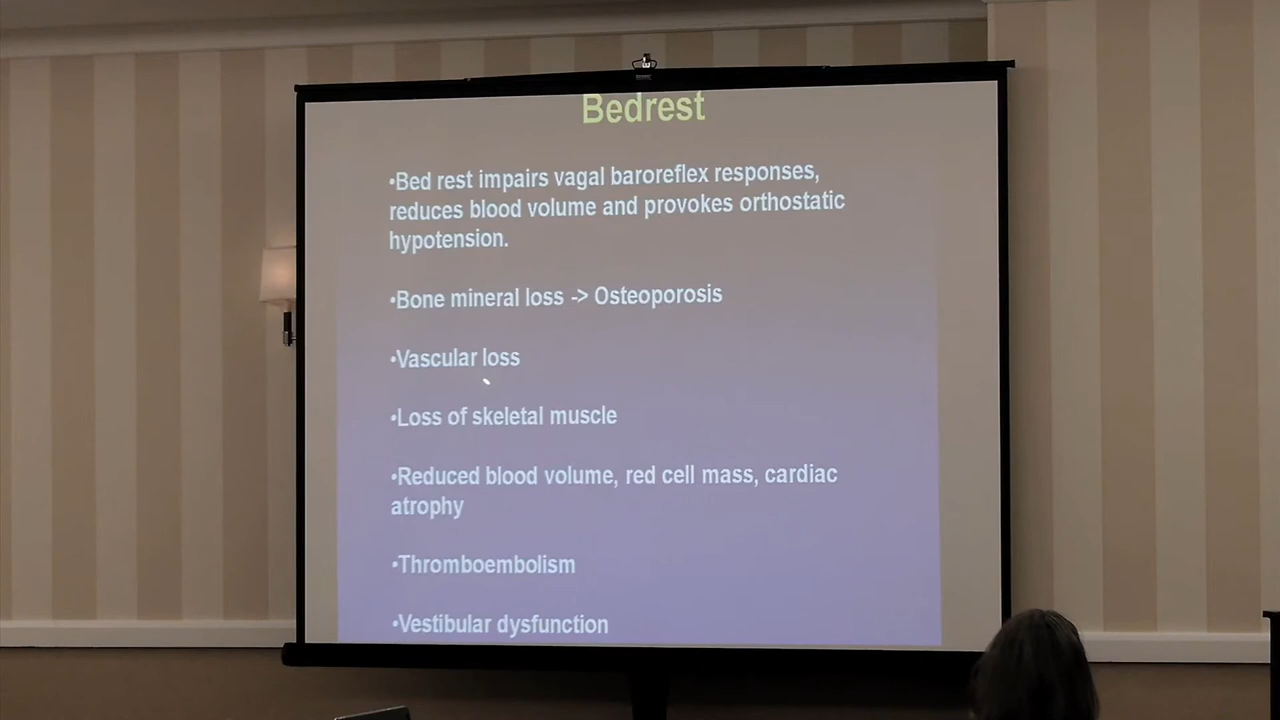 Bedrest
•Bed rest impairs vagal baroreflex responses,
reduces blood volume and provokes orthostatic
hypotension.
•Bone mineral loss -> Osteoporosis
•Vascular loss
•Loss of skeletal muscle
•Reduced blood volume, red cell mass, cardiac
atrophy
•Thromboembolism
•Vestibular dysfunction